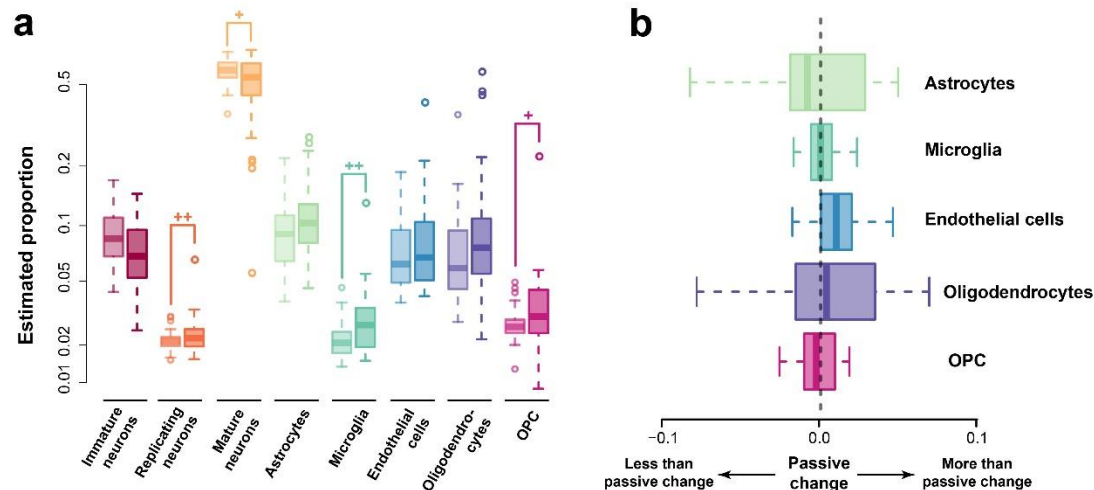 a
Estimated proportion
0.5
0.2
0.1
0.05
0.02
0.01
++
+
++
+
Immature
neurons
Replicating
neurons
Mature
neurons
Astrocytes
Microglia
Endothelial
cells
Oligodendro-
cytes
OPC
b
Astrocytes
Microglia
Endothelial cells
Oligodendrocytes
OPC
−0.1
0.0
0.1
Less than
passive change
Passive
change
More than
passive change